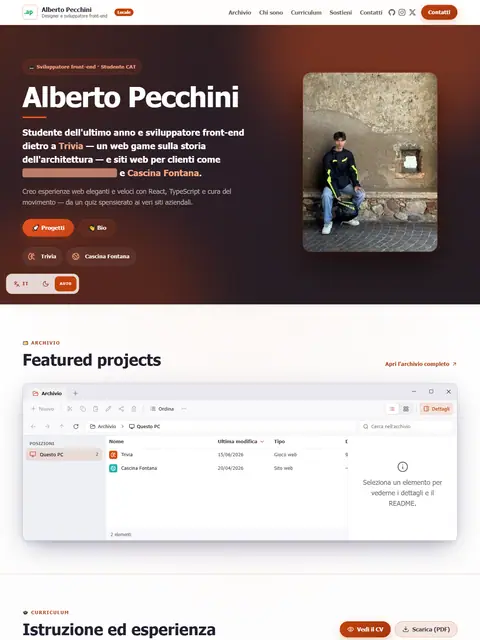 .ap
Alberto Pecchini
Designer e sviluppatore front-end
Locale
Archivio
Chi sono
Curriculum
Sostieni
Contatti
Contatti
Sviluppatore front-end · Studente CAT
Alberto Pecchini
Studente dell'ultimo anno e sviluppatore front-end
dietro a Trivia — un web game sulla storia
dell'architettura — e siti web per clienti come
e Cascina Fontana.
Creo esperienze web eleganti e veloci con React, TypeScript e cura del
movimento — da un quiz spensierato ai veri siti aziendali.
Progetti
Bio
Trivia
Cascina Fontana
IT
AUTO
ARCHIVIO
Featured projects
Apri l'archivio completo
Archivio
Nuovo
Ordina
Dettagli
Archivio
Questo PC
Cerca nell'archivio
POSIZIONI
Questo PC
2
Nome
Ultima modifica
Tipo
Trivia
15/06/2026
Gioco web
Cascina Fontana
20/04/2026
Sito web
Seleziona un elemento per
vederne i dettagli e il
README.
2 elementi
CURRICULUM
Istruzione ed esperienza
Vedi il CV
Scarica (PDF)